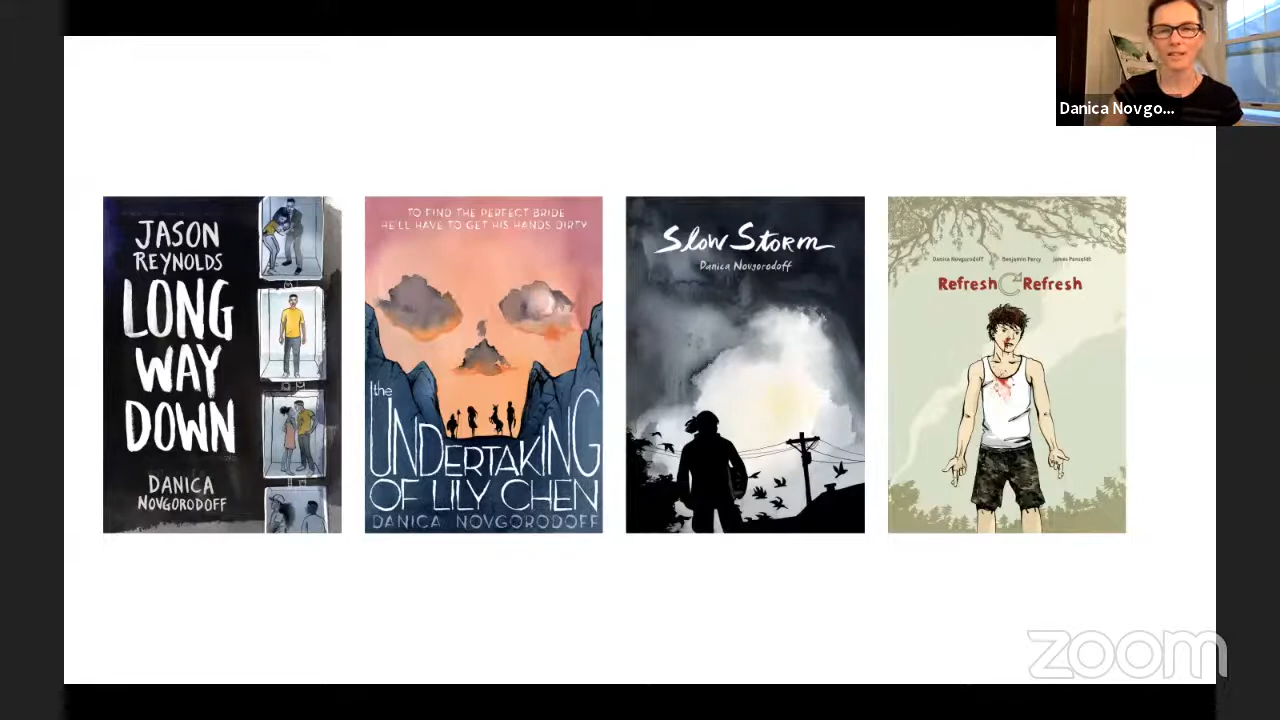 Danica Novgo...
JASON
REYNOLDS
LONG
WAY
DOWN
DANICA
NOVGORODOFF
TO FIND THE PERFECT BRIDE
HE'LL HAVE TO GET HIS HANDS DIRTY
the
UNDERTAKING
OF LILY CHEN
DANICA NOVGORODOFF
Slow Storm
Danica Novgorodoff
Danica Novgorodoff Benjamin Percy James Ponsoldt
Refresh Refresh
zoom